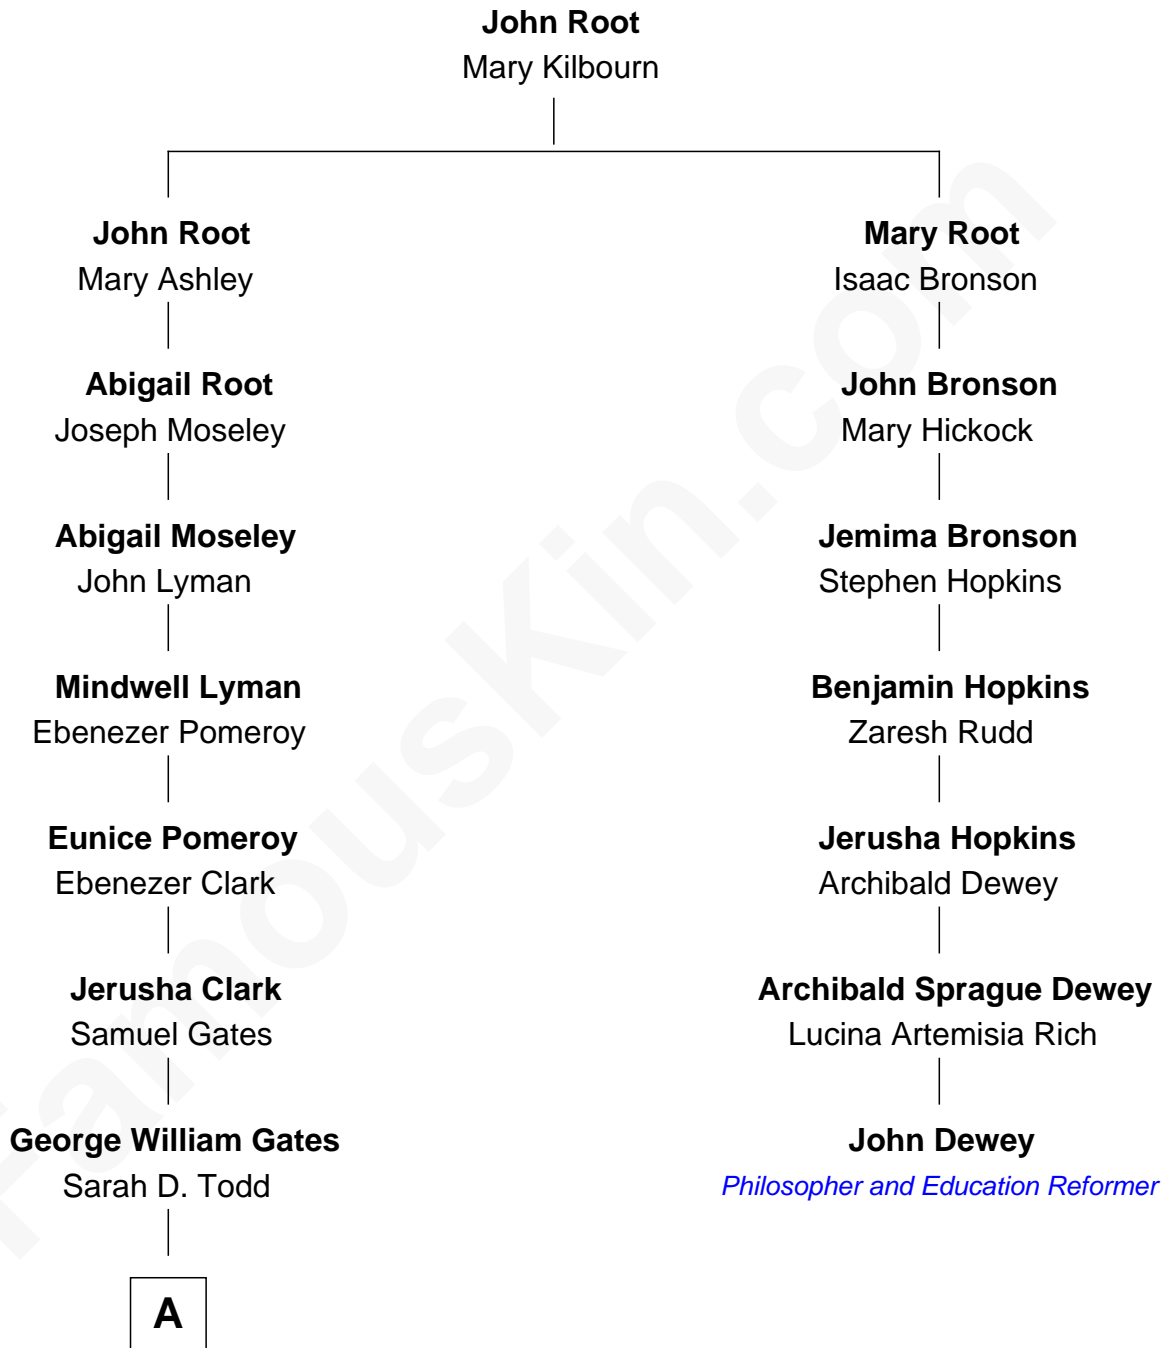 John Root
Mary Kilbourn
John Root
Mary Ashley
Mary Root
Isaac Bronson
Abigail Root
Joseph Moseley
John Bronson
Mary Hickock
Abigail Moseley
John Lyman
Jemima Bronson
Stephen Hopkins
Mindwell Lyman
Ebenezer Pomeroy
Benjamin Hopkins
Zaresh Rudd
Eunice Pomeroy
Ebenezer Clark
Jerusha Hopkins
Archibald Dewey
Jerusha Clark
Samuel Gates
Archibald Sprague Dewey
Lucina Artemisia Rich
George William Gates
Sarah D. Todd
John Dewey
Philosopher and Education Reformer
A
FamousKin.com